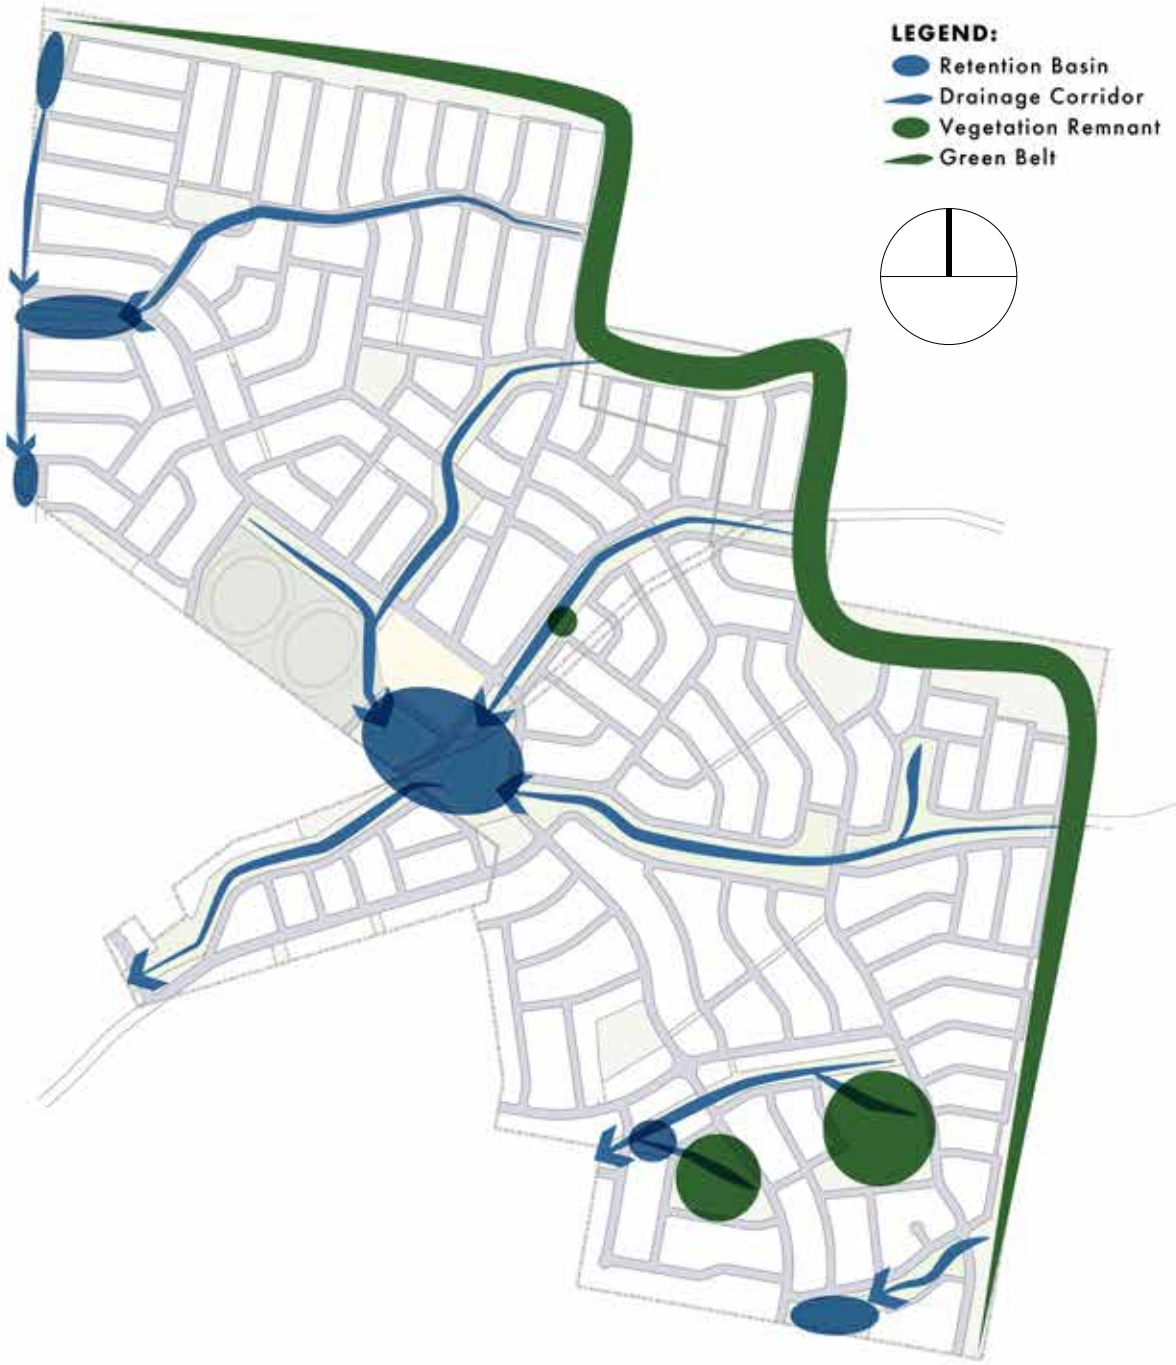 LEGEND:
Retention Basin
Drainage Corridor
Vegetation Remnant
Green Belt